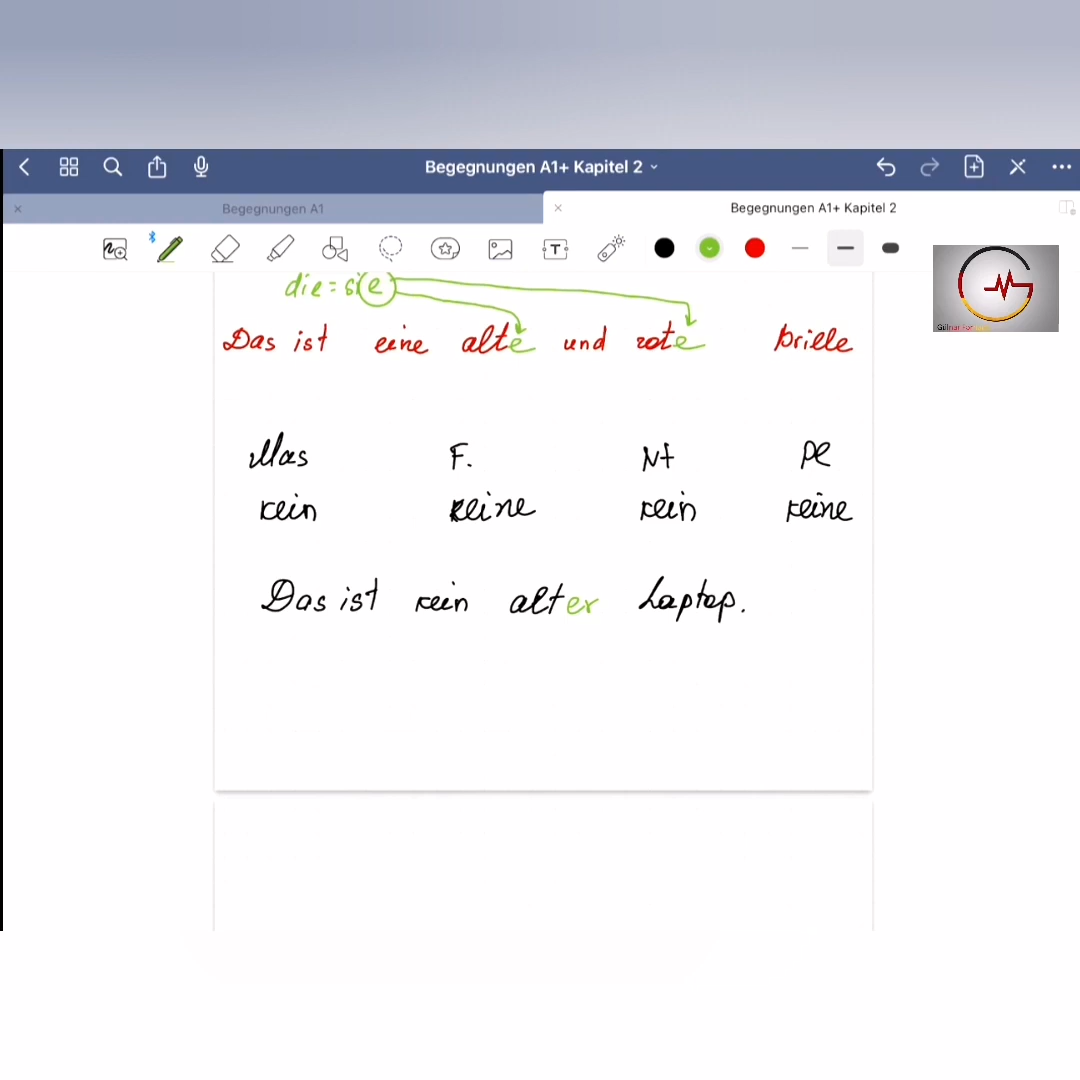 Begegnungen A1+ Kapitel 2
Begegnungen A1
Begegnungen A1+ Kapitel 2
T
die = sie
Das ist eine alte und rote Brille
Mas F. Nt Pl
kein keine kein keine
Das ist kein alter Laptop.